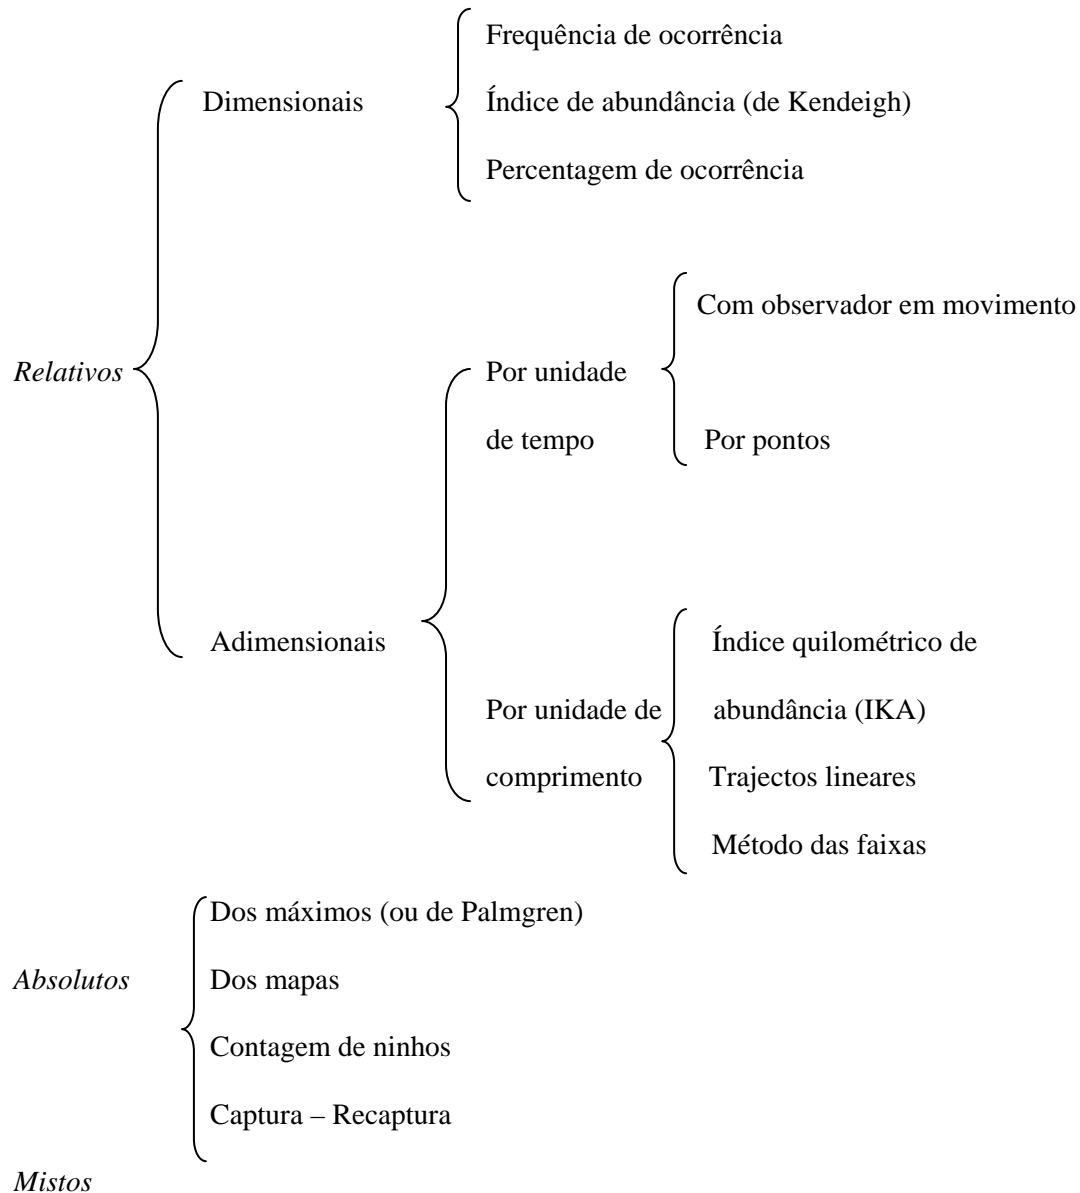 Frequência de ocorrência
Dimensionais Índice de abundância (de Kendeigh)
Percentagem de ocorrência
Com observador em movimento
Relativos Por unidade
de tempo Por pontos
Adimensionais Índice quilométrico de
Por unidade de abundância (IKA)
comprimento Trajectos lineares
Método das faixas
Dos máximos (ou de Palmgren)
Absolutos Dos mapas
Contagem de ninhos
Captura – Recaptura
Mistos